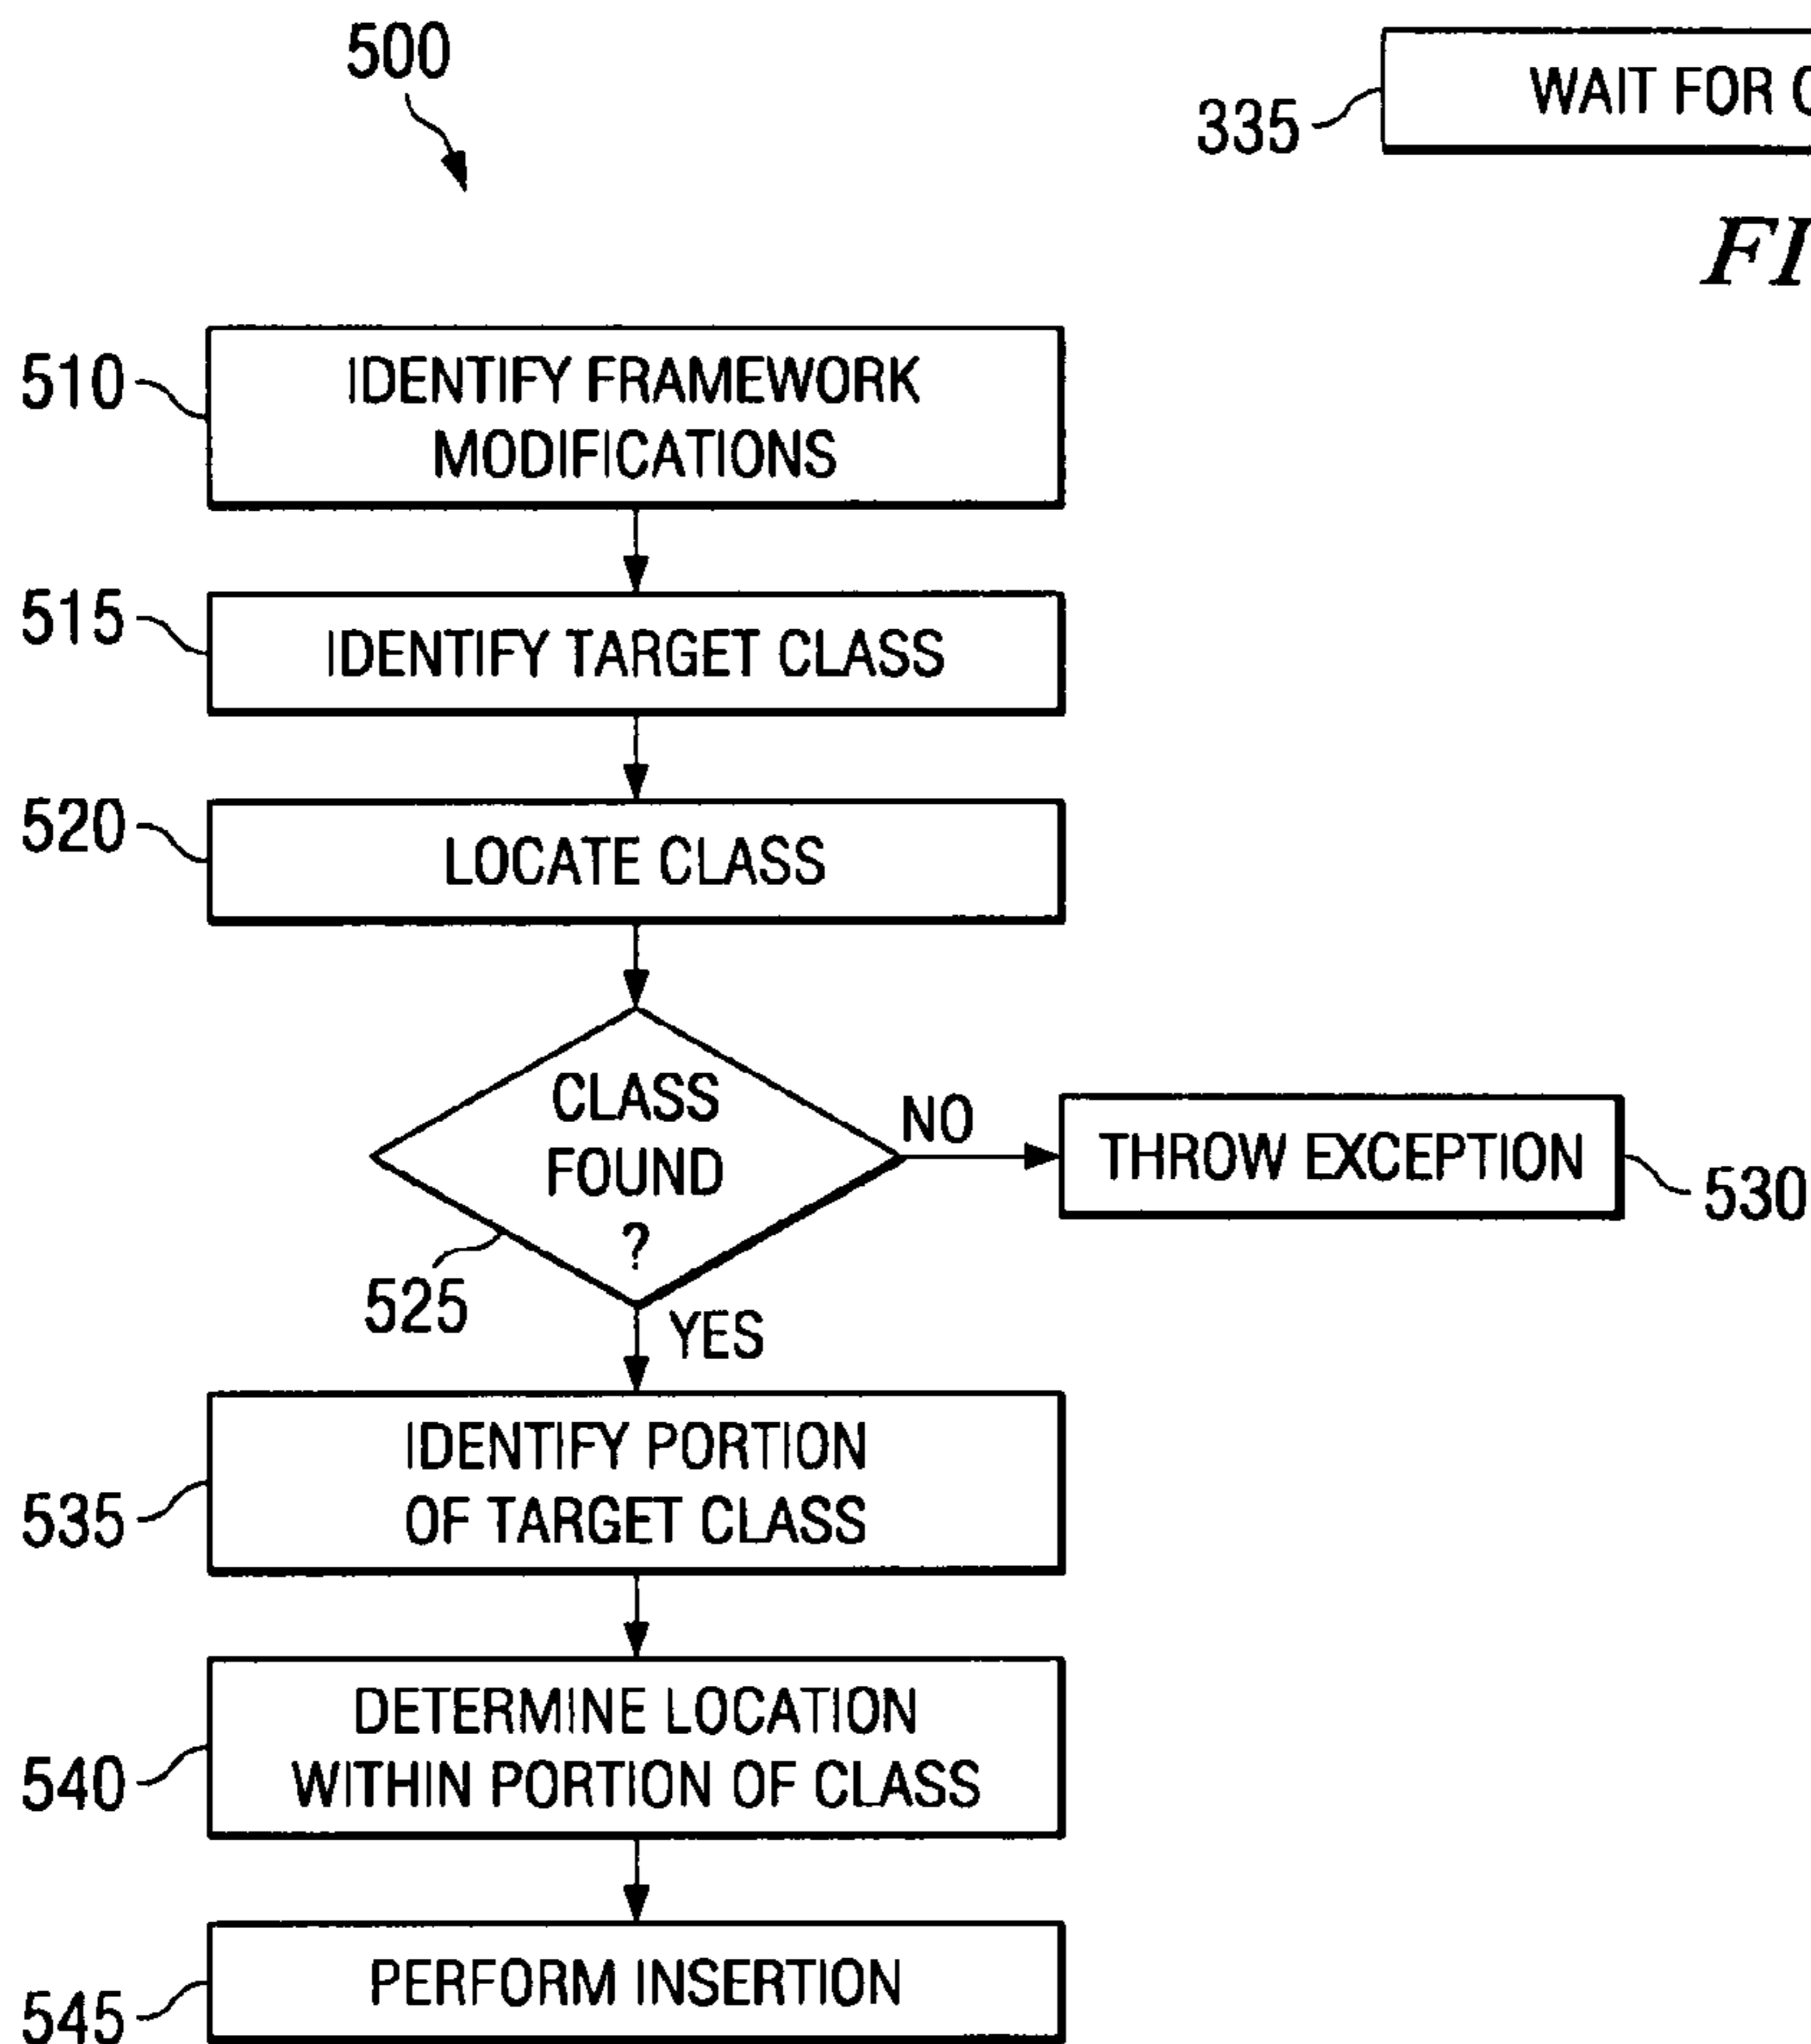 500
335
WAIT FOR
510
IDENTIFY FRAMEWORK
MODIFICATIONS
515
IDENTIFY TARGET CLASS
520
LOCATE CLASS
CLASS
FOUND
?
525
NO
THROW EXCEPTION
530
YES
535
IDENTIFY PORTION
OF TARGET CLASS
540
DETERMINE LOCATION
WITHIN PORTION OF CLASS
545
PERFORM INSERTION